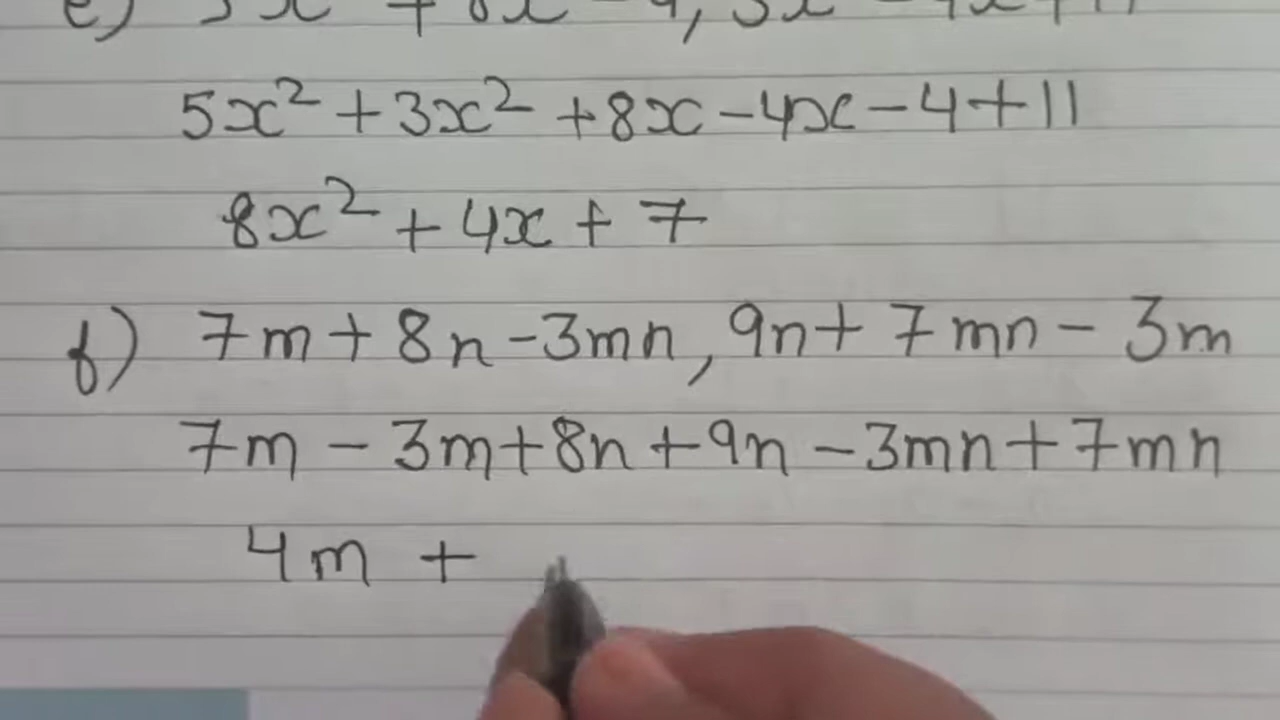 5x² + 3x² + 8x - 4x - 4 + 11
8x² + 4x + 7
f) 7m + 8n - 3mn, 9n + 7mn - 3m
7m - 3m + 8n + 9n - 3mn + 7mn
4m +